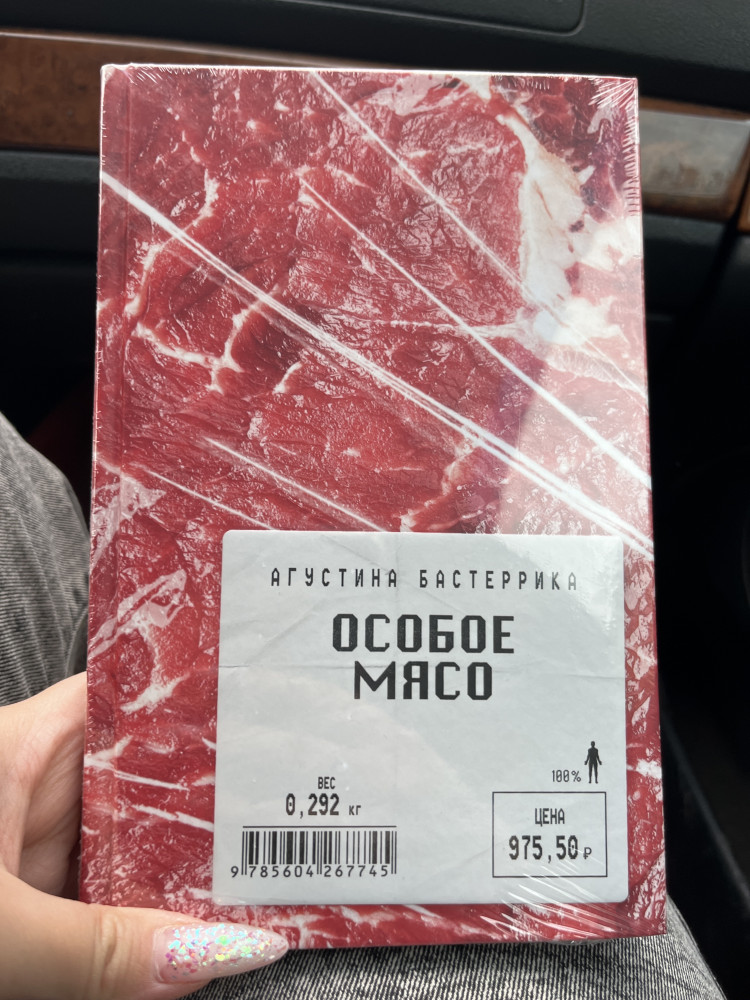 АГУСТИНА БАСТЕРРИКА
ОСОБОЕ
МЯСО
100%
ВЕС
0,292 кг
ЦЕНА
975,50 ₽
9 785604 267745